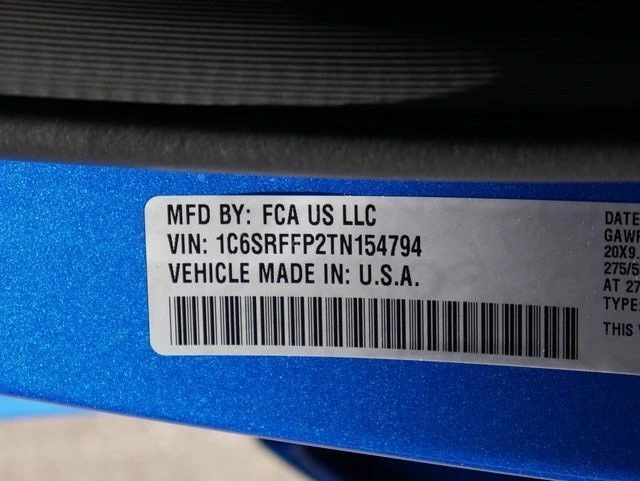 MFD BY: FCA US LLC
VIN: 1C6SRFFP2TN154794
VEHICLE MADE IN: U.S.A.
DATE
GAWR
20X9.
275/5
AT 27
TYPE:
THIS